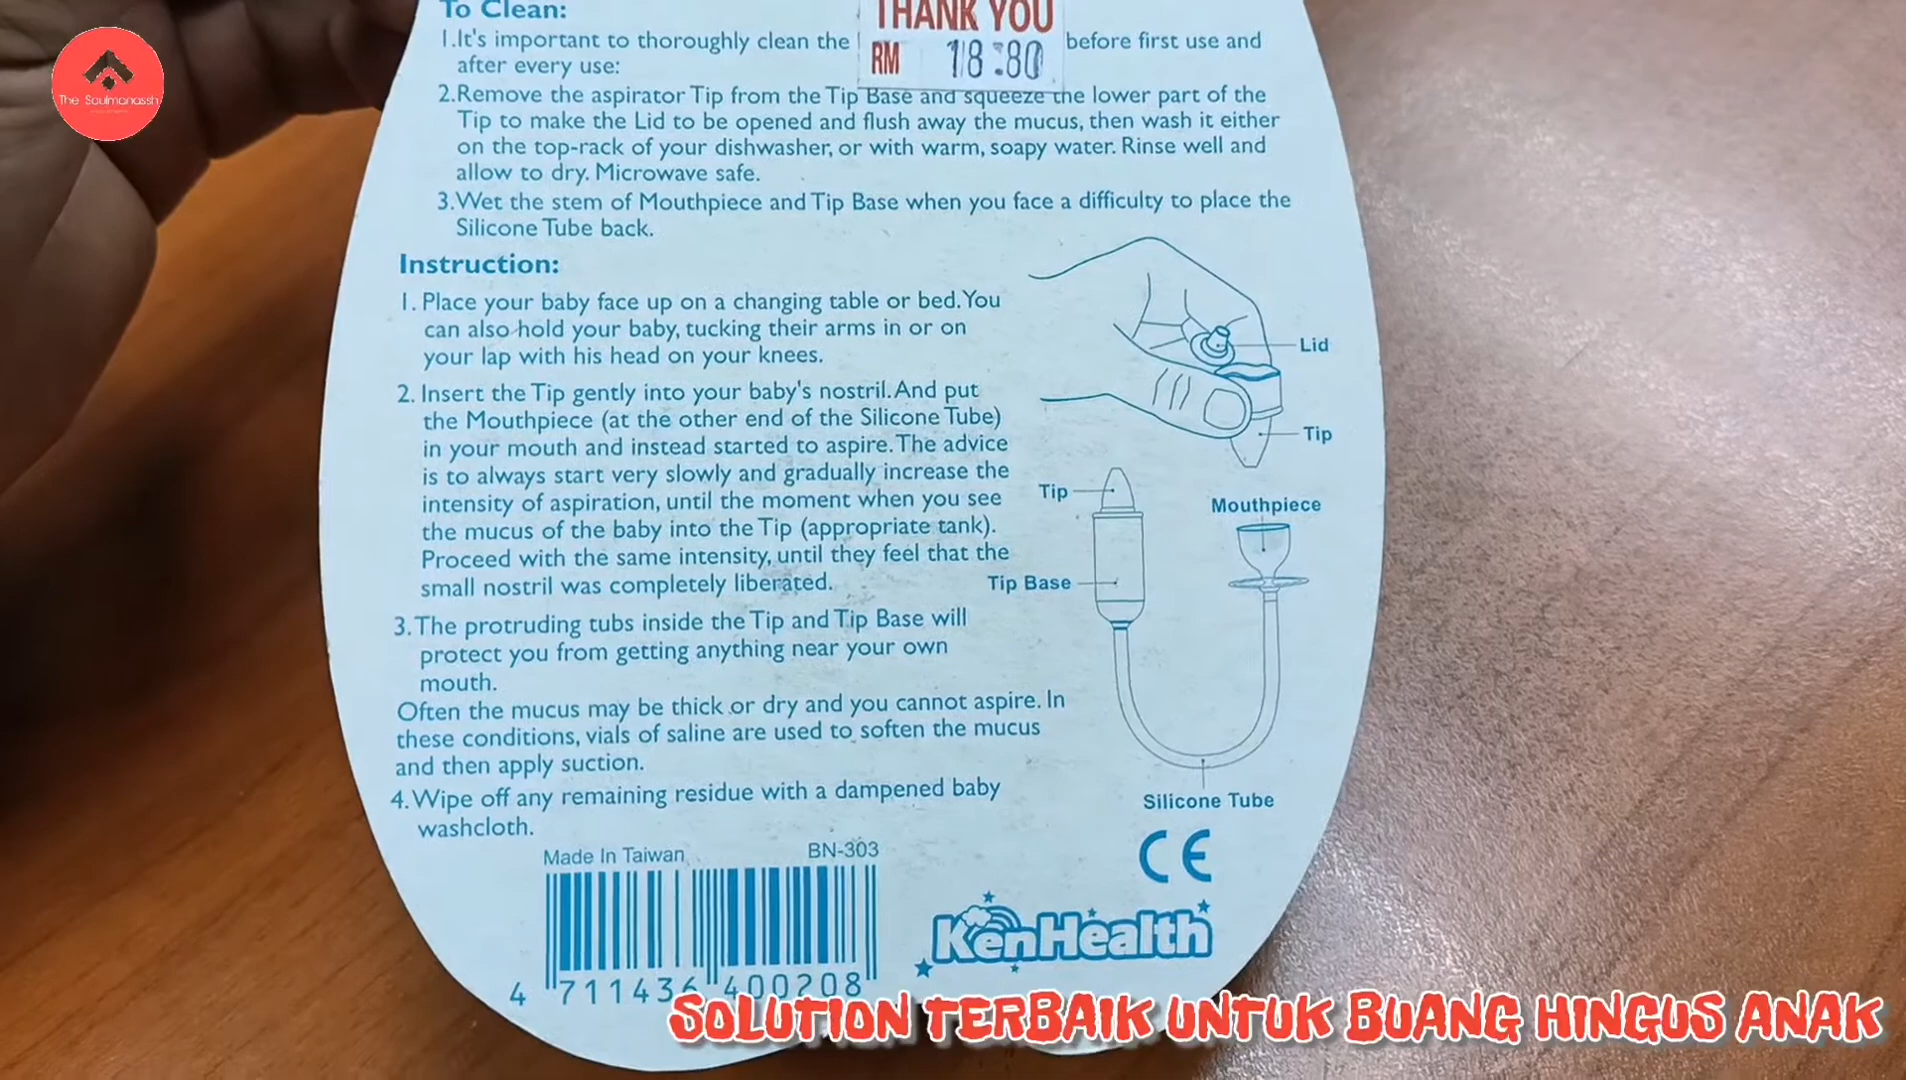 The Soulmanassh
To Clean:
THANK YOU
RM 18.80
1.It's important to thoroughly clean the before first use and
after every use:
2.Remove the aspirator Tip from the Tip Base and squeeze the lower part of the
Tip to make the Lid to be opened and flush away the mucus, then wash it either
on the top-rack of your dishwasher, or with warm, soapy water. Rinse well and
allow to dry. Microwave safe.
3.Wet the stem of Mouthpiece and Tip Base when you face a difficulty to place the
Silicone Tube back.
Instruction:
1. Place your baby face up on a changing table or bed. You
can also hold your baby, tucking their arms in or on
your lap with his head on your knees.
2. Insert the Tip gently into your baby's nostril. And put
the Mouthpiece (at the other end of the Silicone Tube)
in your mouth and instead started to aspire. The advice
is to always start very slowly and gradually increase the
intensity of aspiration, until the moment when you see
the mucus of the baby into the Tip (appropriate tank).
Proceed with the same intensity, until they feel that the
small nostril was completely liberated.
3. The protruding tubs inside the Tip and Tip Base will
protect you from getting anything near your own
mouth.
Often the mucus may be thick or dry and you cannot aspire. In
these conditions, vials of saline are used to soften the mucus
and then apply suction.
4. Wipe off any remaining residue with a dampened baby
washcloth.
Lid
Tip
Tip
Mouthpiece
Tip Base
Silicone Tube
Made In Taiwan BN-303
CE
KenHealth
4 711436 400208
SOLUTION TERBAIK UNTUK BUANG HINGUS ANAK